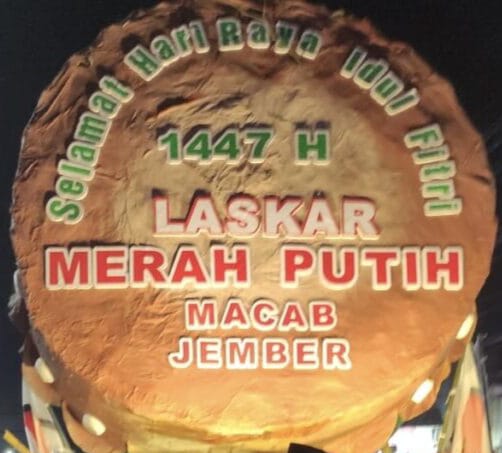 Selamat Hari Raya Idul Fitri
1447 H
LASKAR
MERAH PUTIH
MACAB
JEMBER